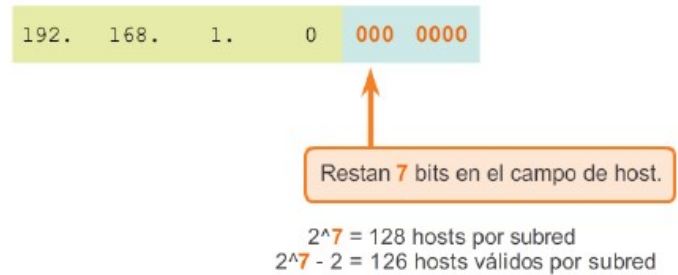 192. 168. 1. 0 000 0000
Restan 7 bits en el campo de host.
2^7 = 128 hosts por subred
2^7 - 2 = 126 hosts válidos por subred